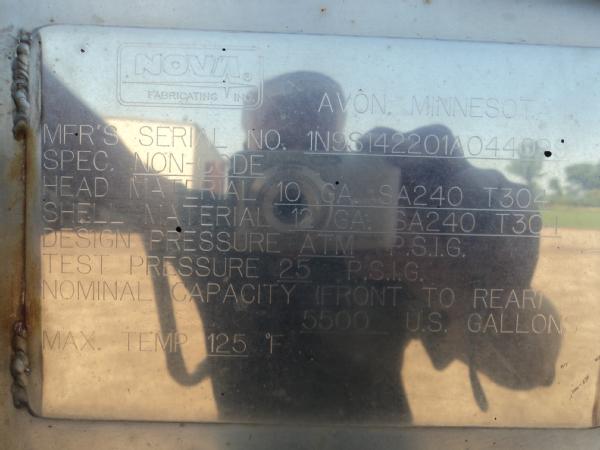 NOVA
FABRICATING INC
AVON, MINNESOT
MFR'S SERIAL NO.
SPEC. NON-CODE
HEAD MATERIAL 10 GA. SA240 T304
SHELL MATERIAL 12 GA. SA240 T304
DESIGN PRESSURE ATM P.S.I.G.
TEST PRESSURE 2.5 P.S.I.G.
NOMINAL CAPACITY (FRONT TO REAR)
5500 U.S. GALLONS
MAX. TEMP 125 °F